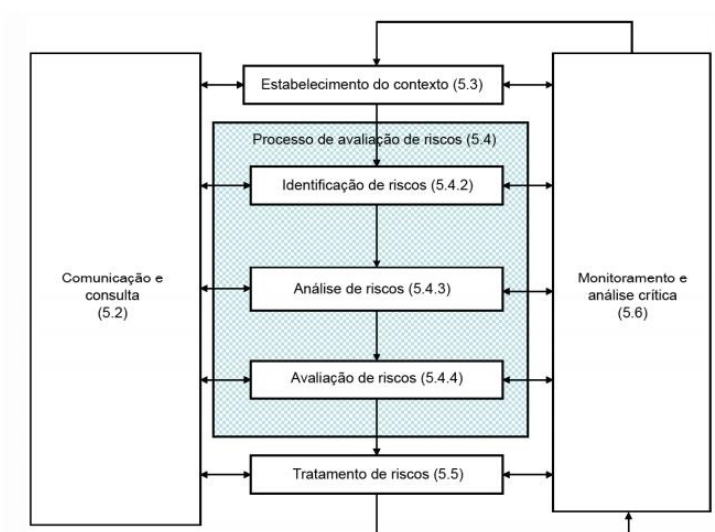 Estabelecimento do contexto (5.3)
Processo de avaliação de riscos (5.4)
Identificação de riscos (5.4.2)
Comunicação e
consulta
(5.2)
Análise de riscos (5.4.3)
Monitoramento e
análise crítica
(5.6)
Avaliação de riscos (5.4.4)
Tratamento de riscos (5.5)